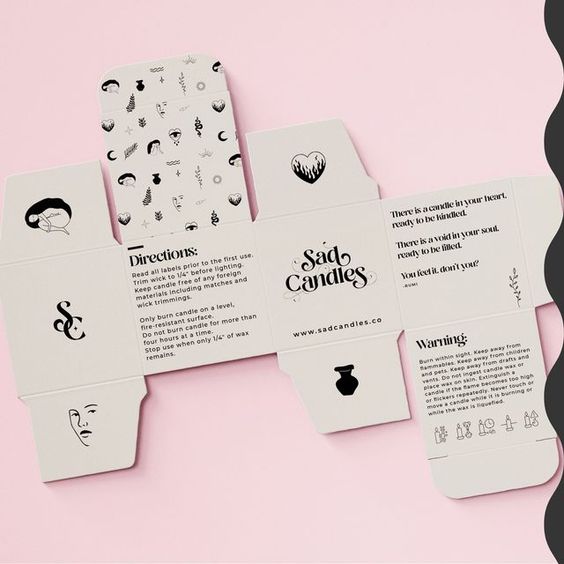 Directions:
Read all labels prior to the first use.
Trim wick to 1/4" before lighting.
Keep candle free of any foreign
materials including matches and
wick trimmings.
Only burn candle on a level,
fire-resistant surface.
Do not burn candle for more than
four hours at a time.
Stop use when only 1/4" of wax
remains.
SC
Sad
Candles
www.sadcandles.co
There is a candle in your heart,
ready to be kindled.
There is a void in your soul,
ready to be filled.
You feel it, don't you?
-RUMI
Warning:
Burn within sight. Keep away from
flammables. Keep away from children
and pets. Keep away from drafts and
vents. Do not ingest candle wax or
place wax on skin. Extinguish a
candle if the flame becomes too high
or flickers repeatedly. Never touch or
move a candle while it is burning or
while the wax is liquefied.